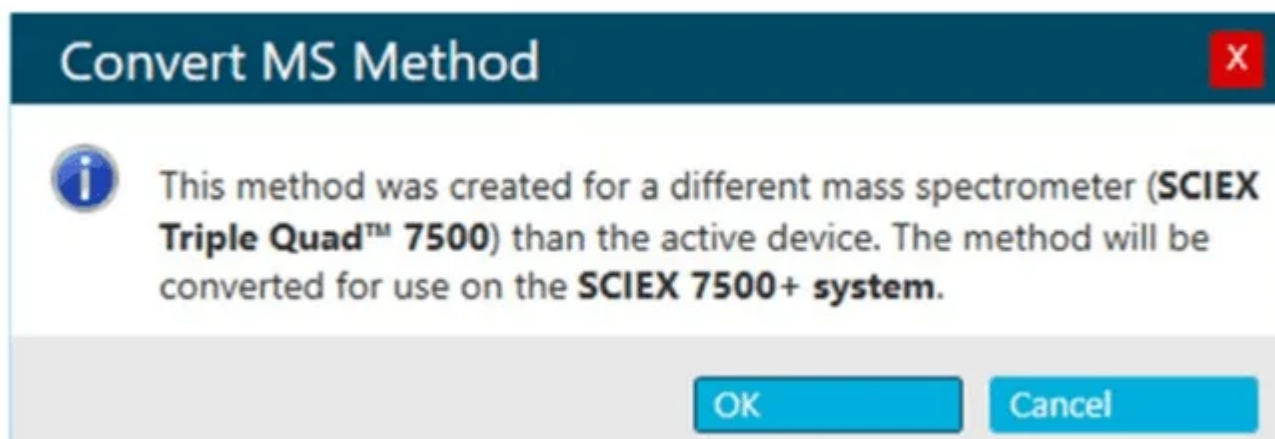 Convert MS Method
X
i
This method was created for a different mass spectrometer (SCIEX
Triple Quad™ 7500) than the active device. The method will be
converted for use on the SCIEX 7500+ system.
OK
Cancel